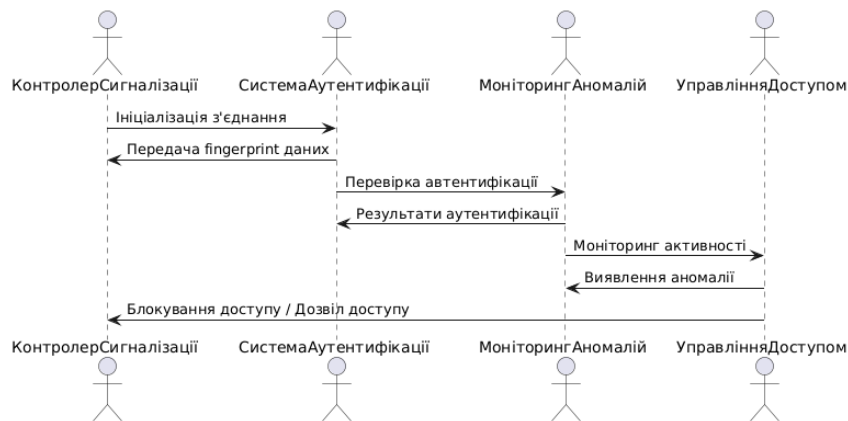 КонтролерСигналізації СистемаАутентифікації МоніторингАномалій УправлінняДоступом
Ініціалізація з'єднання
Передача fingerprint даних
Перевірка автентифікації
Результати аутентифікації
Моніторинг активності
Виявлення аномалії
Блокування доступу / Дозвіл доступу
КонтролерСигналізації СистемаАутентифікації МоніторингАномалій УправлінняДоступом